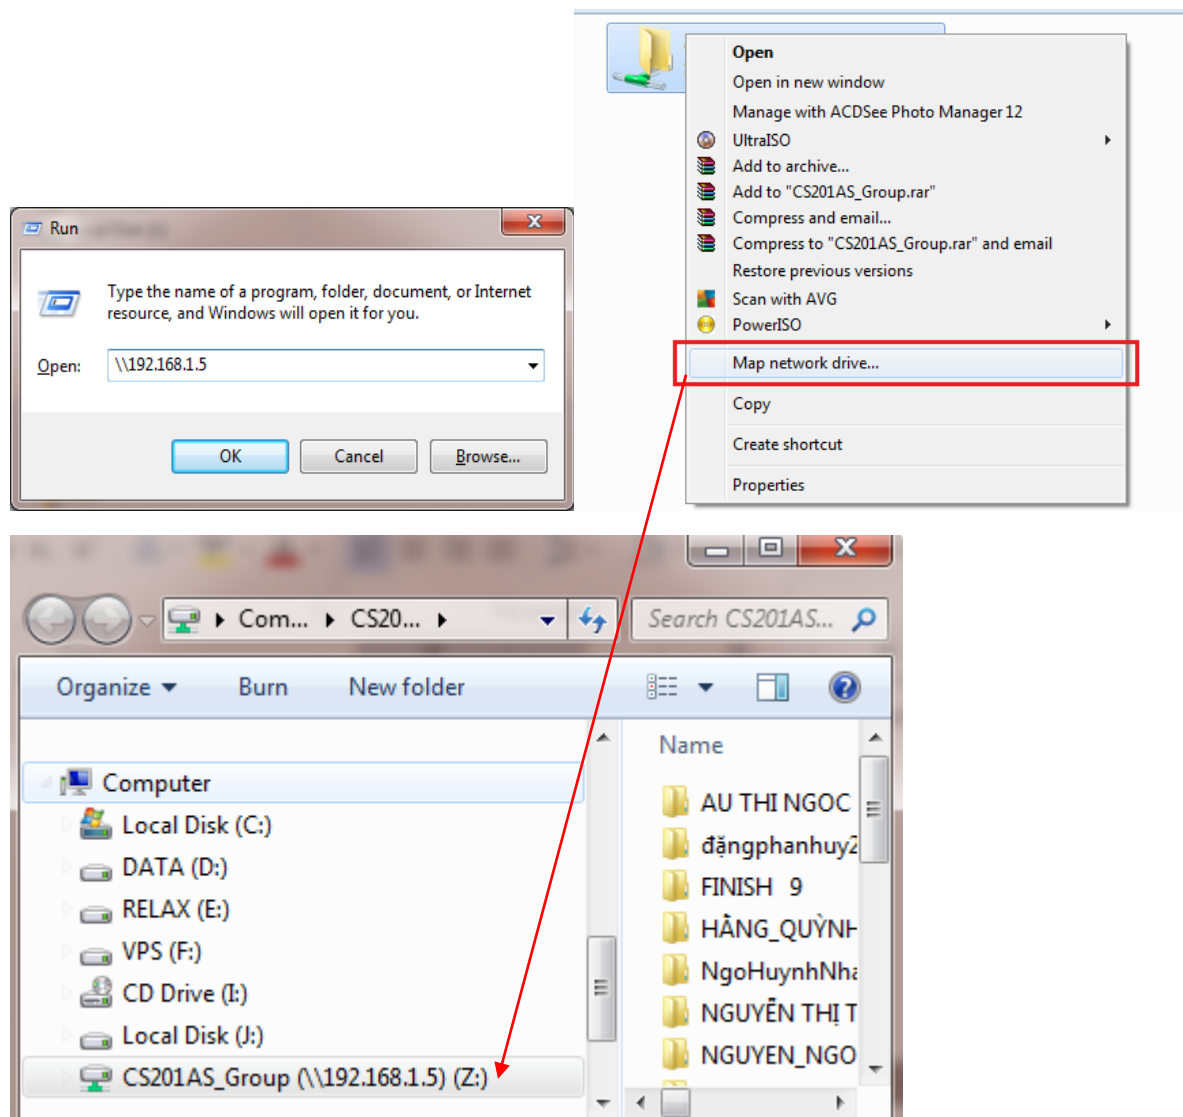 Open
Open in new window
Manage with ACDSee Photo Manager 12
UltraISO
Add to archive...
Add to "CS201AS_Group.rar"
Compress and email...
Compress to "CS201AS_Group.rar" and email
Restore previous versions
Scan with AVG
PowerISO
Map network drive...
Copy
Create shortcut
Properties
Run
Type the name of a program, folder, document, or Internet
resource, and Windows will open it for you.
Open: \\192.168.1.5
OK Cancel Browse...
Com... CS20... Search CS201AS...
Organize Burn New folder
Computer
Local Disk (C:)
DATA (D:)
RELAX (E:)
VPS (F:)
CD Drive (I:)
Local Disk (J:)
CS201AS_Group (\\192.168.1.5) (Z:)
Name
AU THI NGOC
đặngphanhuy2
FINISH 9
HẰNG_QUỲNH
NgoHuynhNha
NGUYỄN THỊ T
NGUYEN_NGO